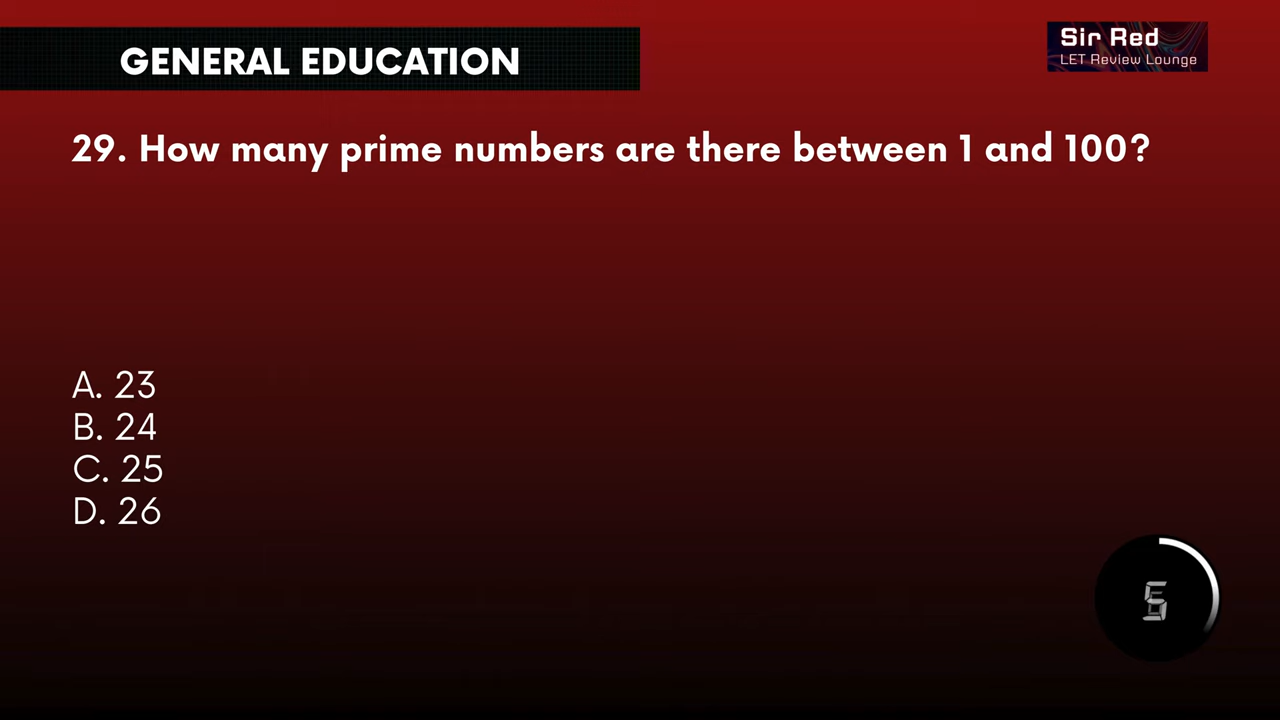 GENERAL EDUCATION
Sir Red
LET Review Lounge
29. How many prime numbers are there between 1 and 100?
A. 23
B. 24
C. 25
D. 26